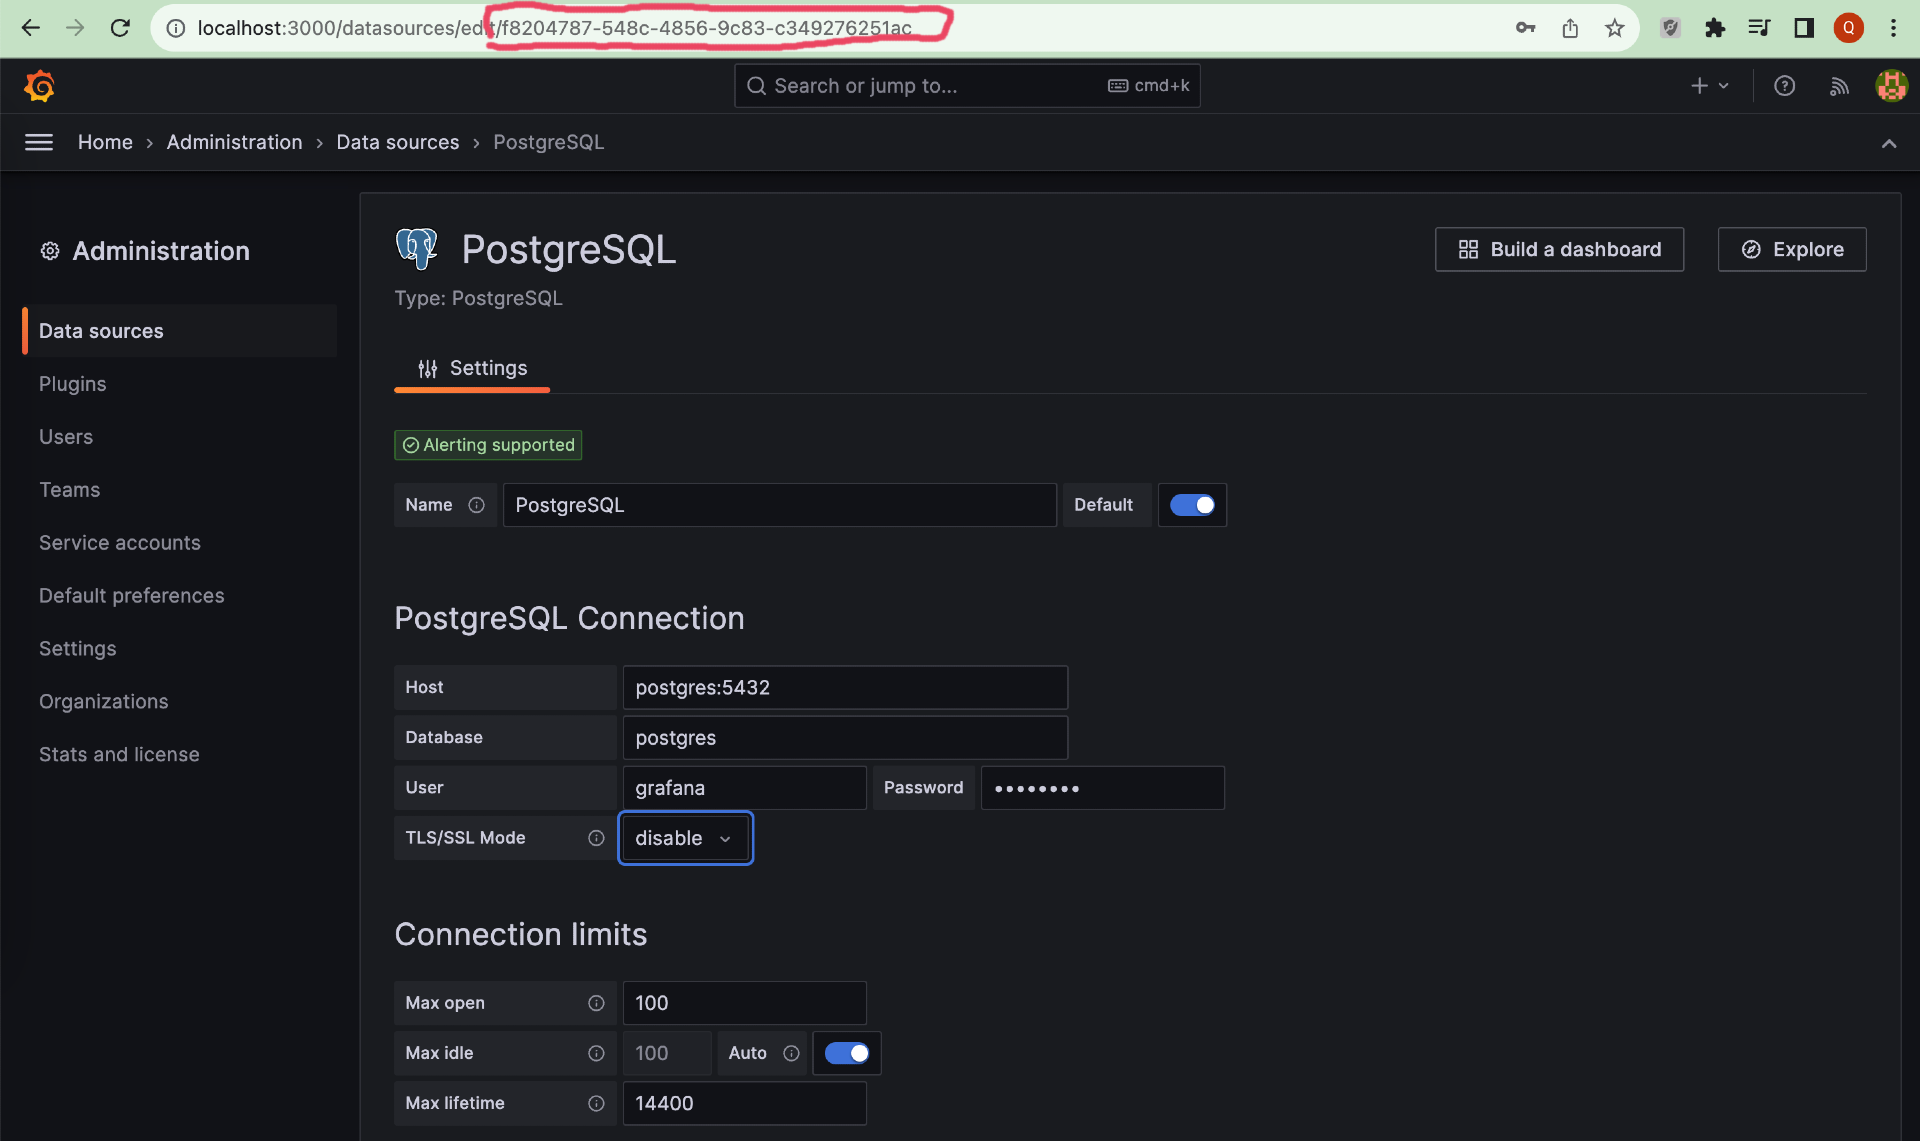 localhost:3000/datasources/edit/f8204787-548c-4856-9c83-c349276251ac
Q
Search or jump to... cmd+k
Home › Administration › Data sources › PostgreSQL
Administration
Data sources
Plugins
Users
Teams
Service accounts
Default preferences
Settings
Organizations
Stats and license
PostgreSQL
Type: PostgreSQL
Build a dashboard
Explore
Settings
Alerting supported
Name PostgreSQL Default
PostgreSQL Connection
Host postgres:5432
Database postgres
User grafana Password ••••••••
TLS/SSL Mode disable
Connection limits
Max open 100
Max idle 100 Auto
Max lifetime 14400